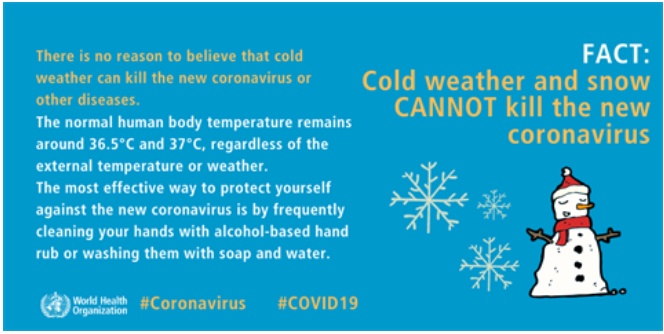 There is no reason to believe that cold
weather can kill the new coronavirus or
other diseases.
The normal human body temperature remains
around 36.5°C and 37°C, regardless of the
external temperature or weather.
The most effective way to protect yourself
against the new coronavirus is by frequently
cleaning your hands with alcohol-based hand
rub or washing them with soap and water.
FACT:
Cold weather and snow
CANNOT kill the new
coronavirus
World Health
Organization
#Coronavirus #COVID19